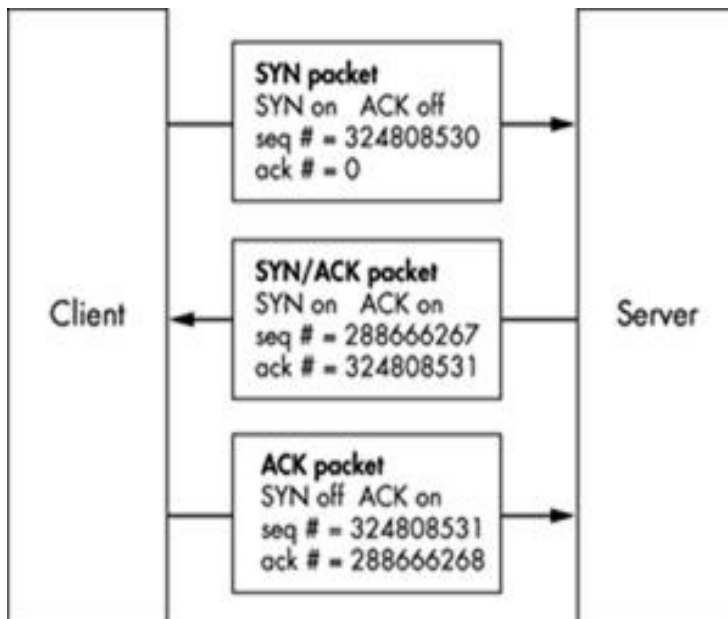 SYN packet
SYN on ACK off
seq # = 324808530
ack # = 0
SYN/ACK packet
SYN on ACK on
seq # = 288666267
ack # = 324808531
Client
Server
ACK packet
SYN off ACK on
seq # = 324808531
ack # = 288666268